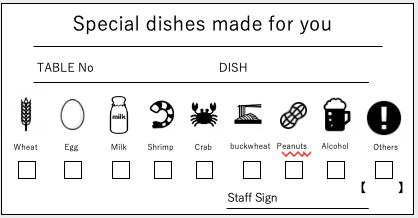 Special dishes made for you
TABLE No DISH
milk
Wheat Egg Milk Shrimp Crab buckwheat Peanuts Alcohol Others
【 】
Staff Sign